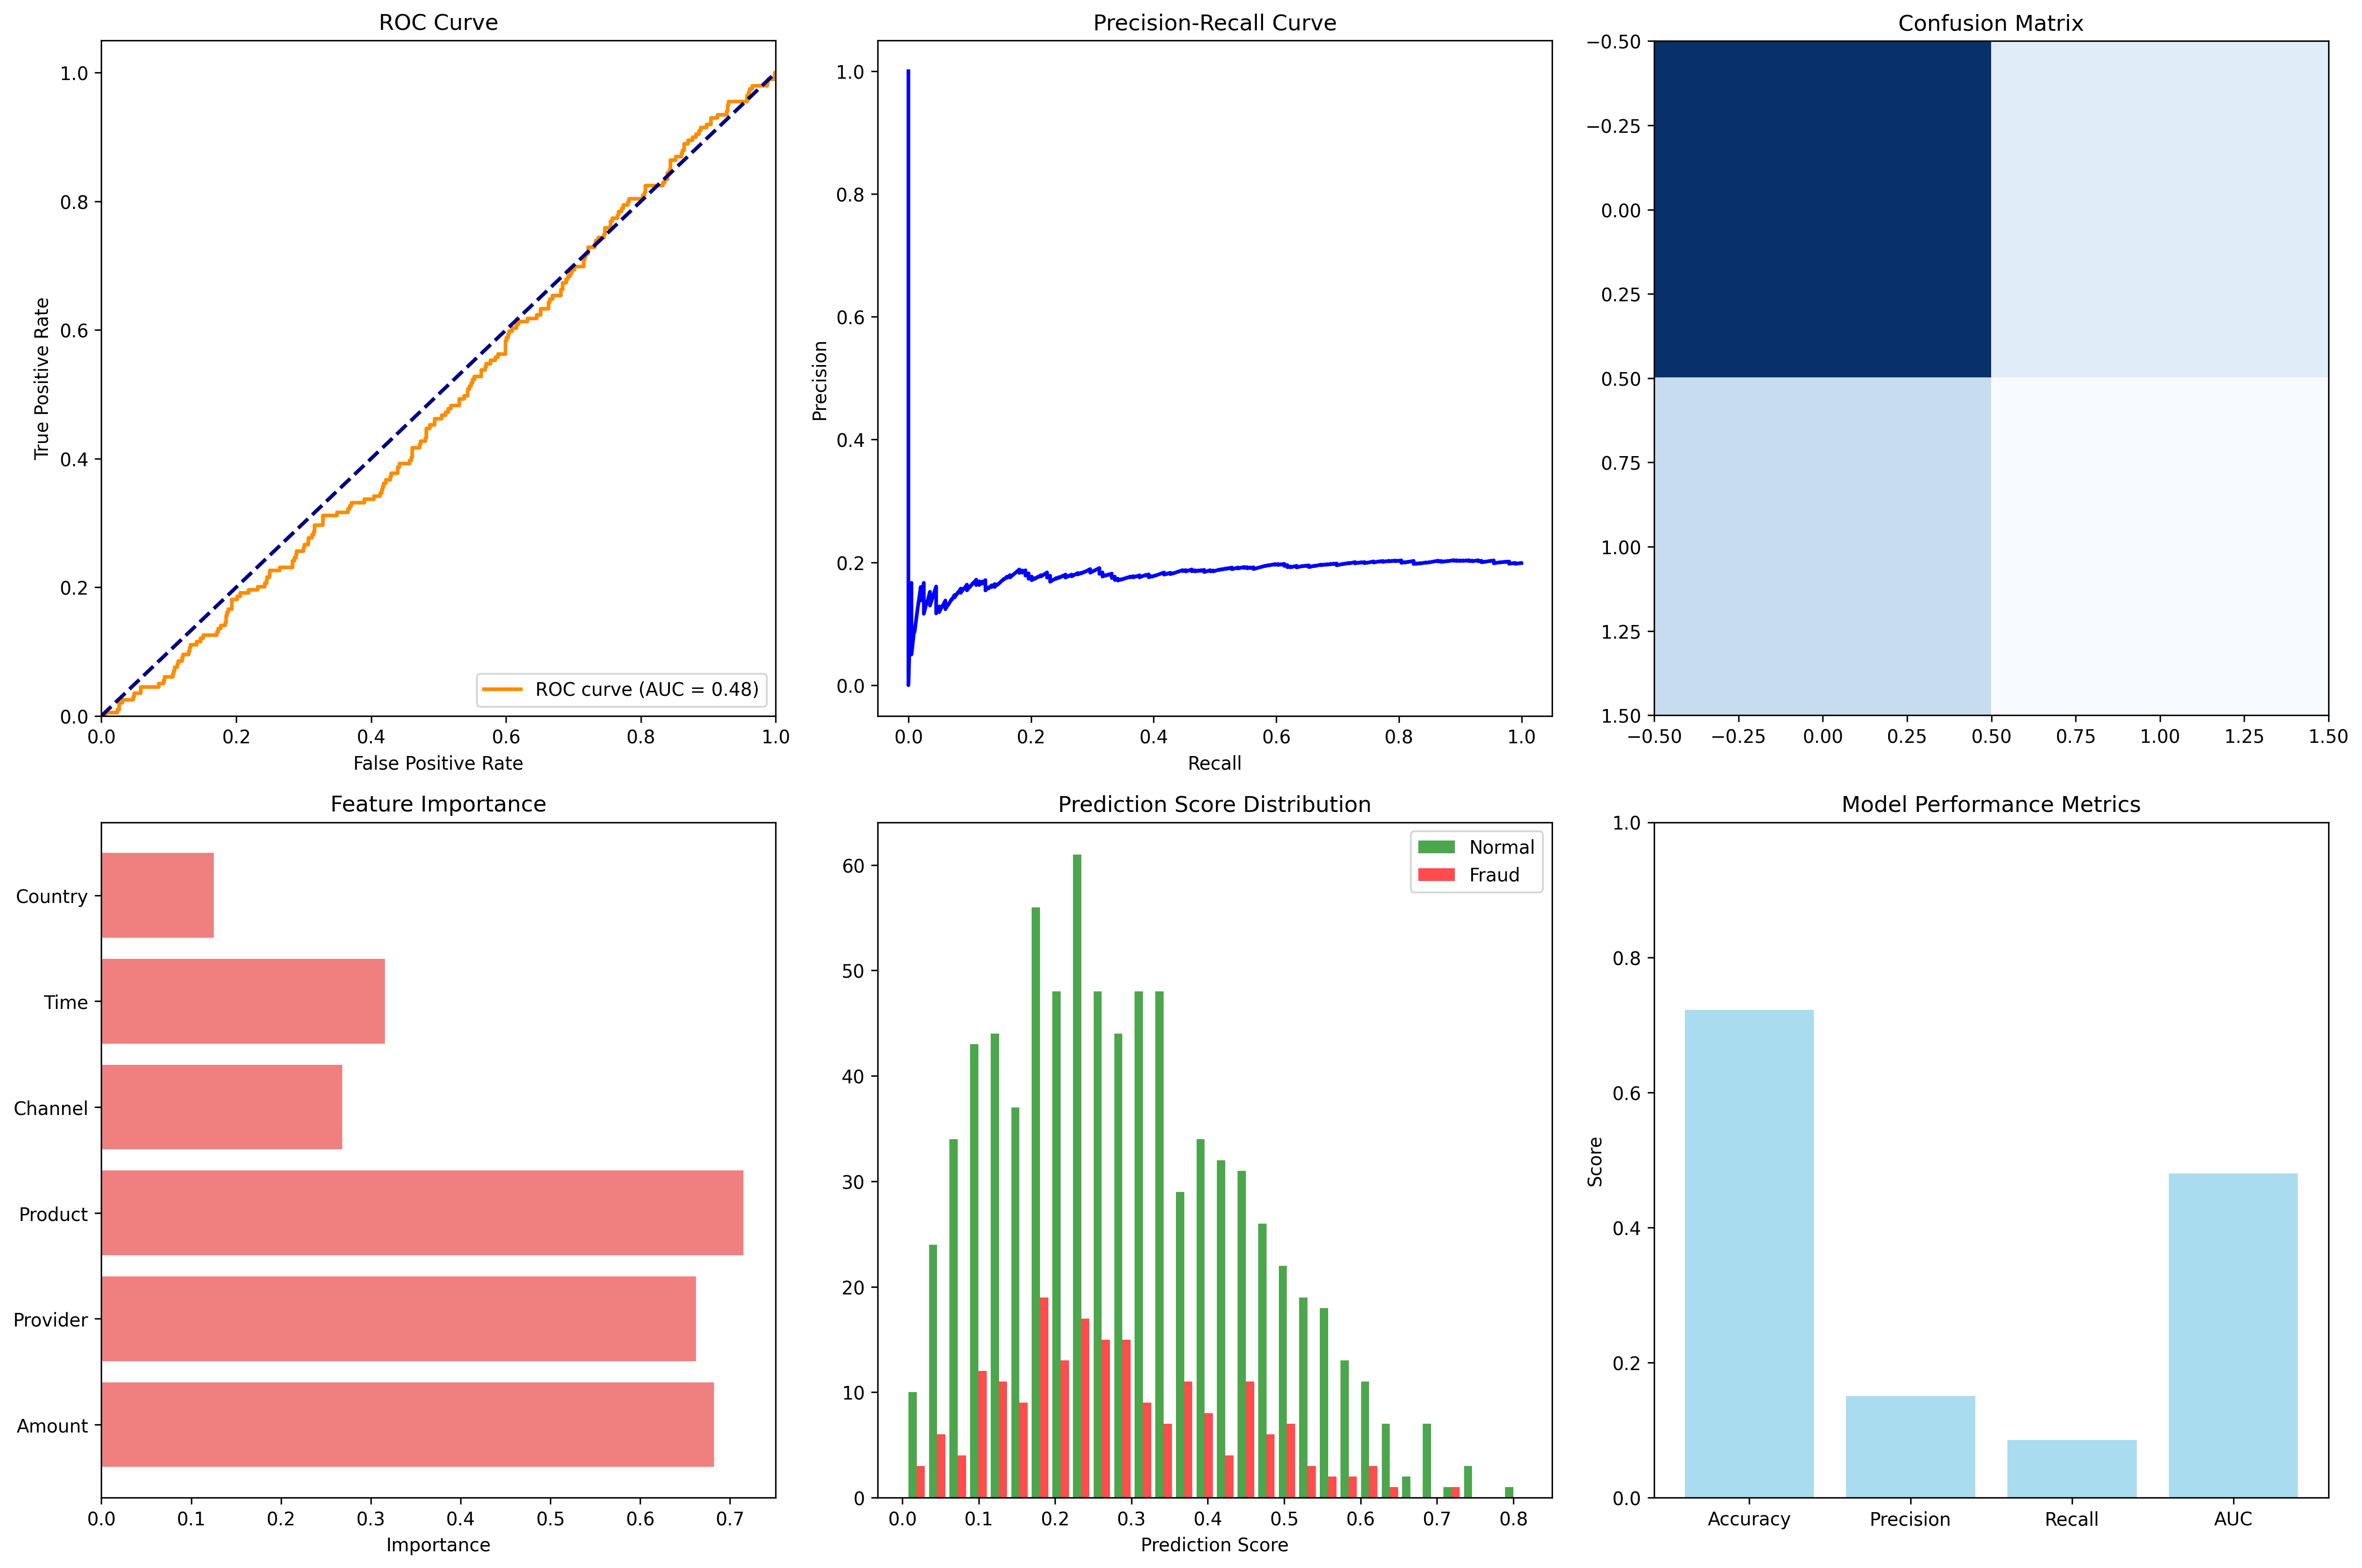 ROC Curve
1.0
0.8
0.6
0.4
0.2
0.0
True Positive Rate
0.0 0.2 0.4 0.6 0.8 1.0
False Positive Rate
ROC curve (AUC = 0.48)
Precision-Recall Curve
1.0
0.8
0.6
0.4
0.2
0.0
Precision
0.0 0.2 0.4 0.6 0.8 1.0
Recall
Confusion Matrix
−0.50
−0.25
0.00
0.25
0.50
0.75
1.00
1.25
1.50
−0.50 −0.25 0.00 0.25 0.50 0.75 1.00 1.25 1.50
Feature Importance
Country
Time
Channel
Product
Provider
Amount
0.0 0.1 0.2 0.3 0.4 0.5 0.6 0.7
Importance
Prediction Score Distribution
Normal
Fraud
60
50
40
30
20
10
0
0.0 0.1 0.2 0.3 0.4 0.5 0.6 0.7 0.8
Prediction Score
Model Performance Metrics
1.0
0.8
0.6
0.4
0.2
0.0
Score
Accuracy Precision Recall AUC